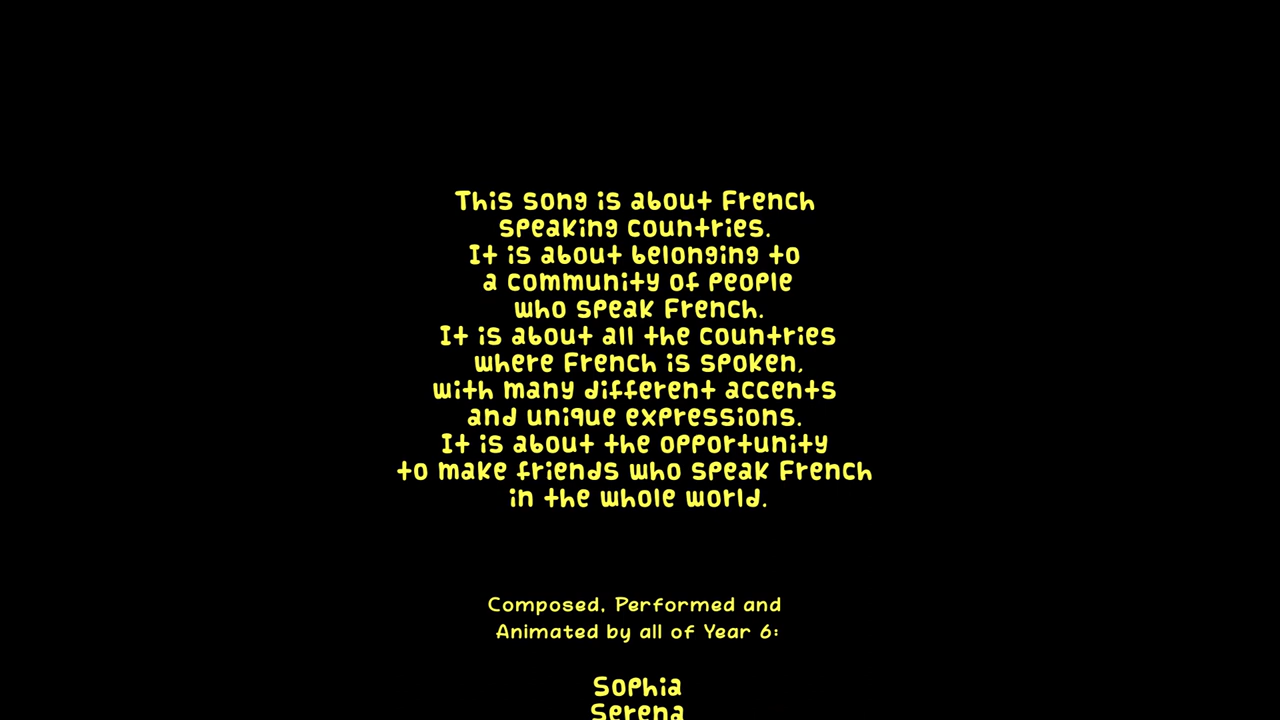 This song is about French
speaking countries.
It is about belonging to
a community of people
who speak French.
It is about all the countries
where French is spoken,
with many different accents
and unique expressions.
It is about the opportunity
to make friends who speak French
in the whole world.
Composed, Performed and
Animated by all of Year 6:
Sophia
Serena